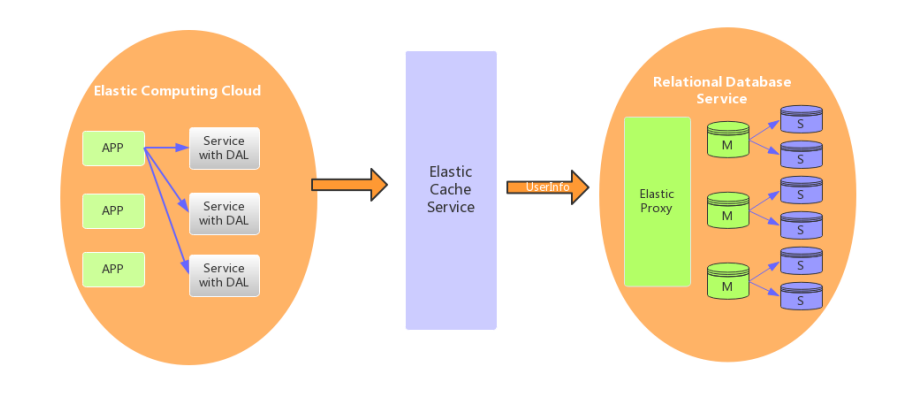 Elastic Computing Cloud
APP
Service
with DAL
APP
Service
with DAL
APP
Service
with DAL
Elastic
Cache
Service
UserInfo
Relational Database
Service
Elastic
Proxy
M
S
S
M
S
S
M
S
S